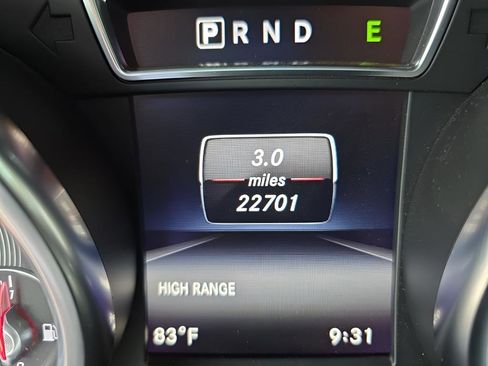 P R N D E
3.0
miles
22701
HIGH RANGE
83°F 9:31